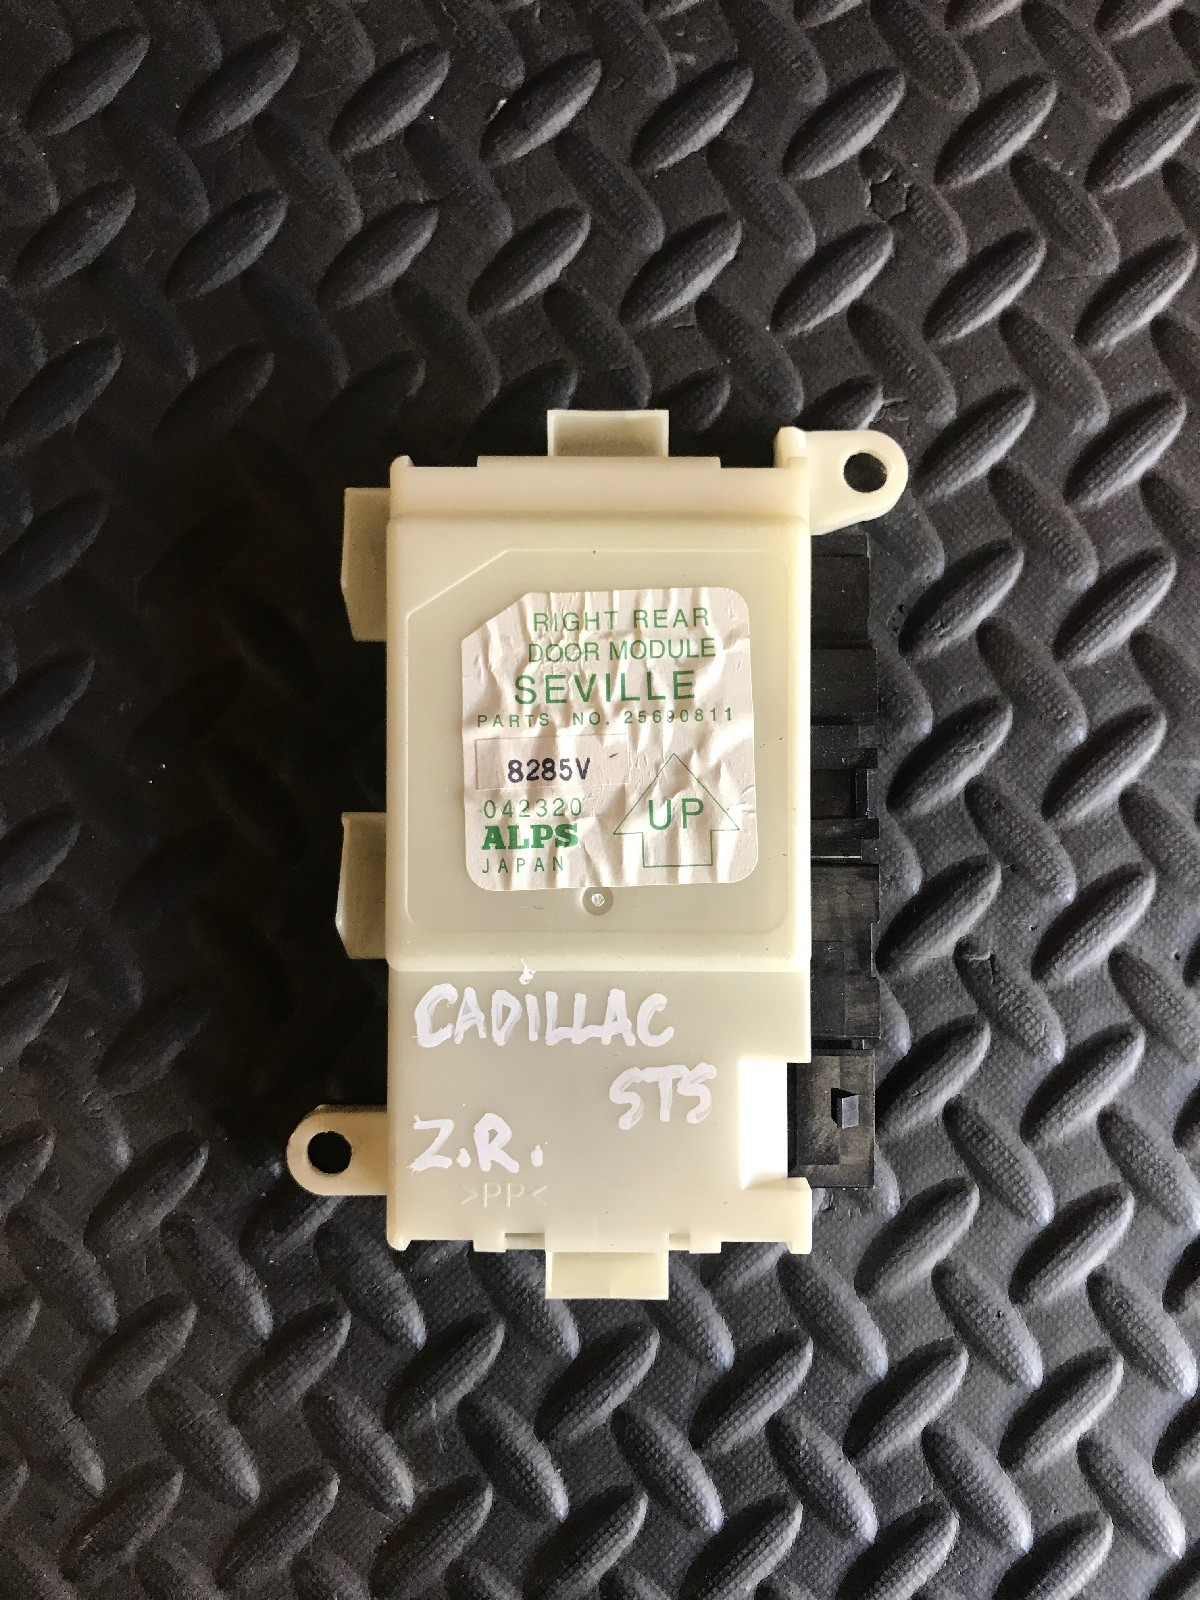 RIGHT REAR
DOOR MODULE
SEVILLE
PARTS NO. 25690811
8285V
042320
ALPS
JAPAN
UP
CADILLAC
STS
Z.R.
>PP<